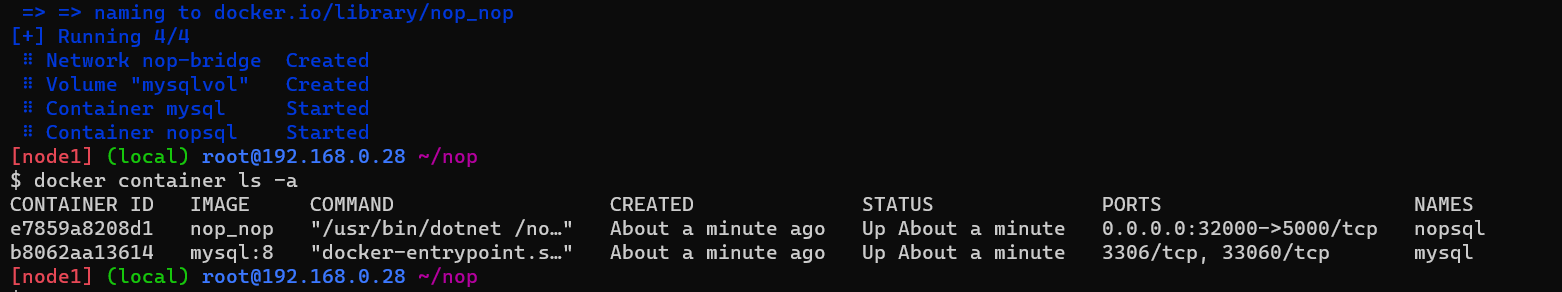 => => naming to docker.io/library/nop_nop
[+] Running 4/4
⠿ Network nop-bridge  Created
⠿ Volume "mysqlvol"   Created
⠿ Container mysql     Started
⠿ Container nopsql    Started
[node1] (local) root@192.168.0.28 ~/nop
$ docker container ls -a
CONTAINER ID   IMAGE     COMMAND                  CREATED              STATUS              PORTS                     NAMES
e7859a8208d1   nop_nop   "/usr/bin/dotnet /no…"   About a minute ago   Up About a minute   0.0.0.0:32000->5000/tcp   nopsql
b8062aa13614   mysql:8   "docker-entrypoint.s…"   About a minute ago   Up About a minute   3306/tcp, 33060/tcp       mysql
[node1] (local) root@192.168.0.28 ~/nop